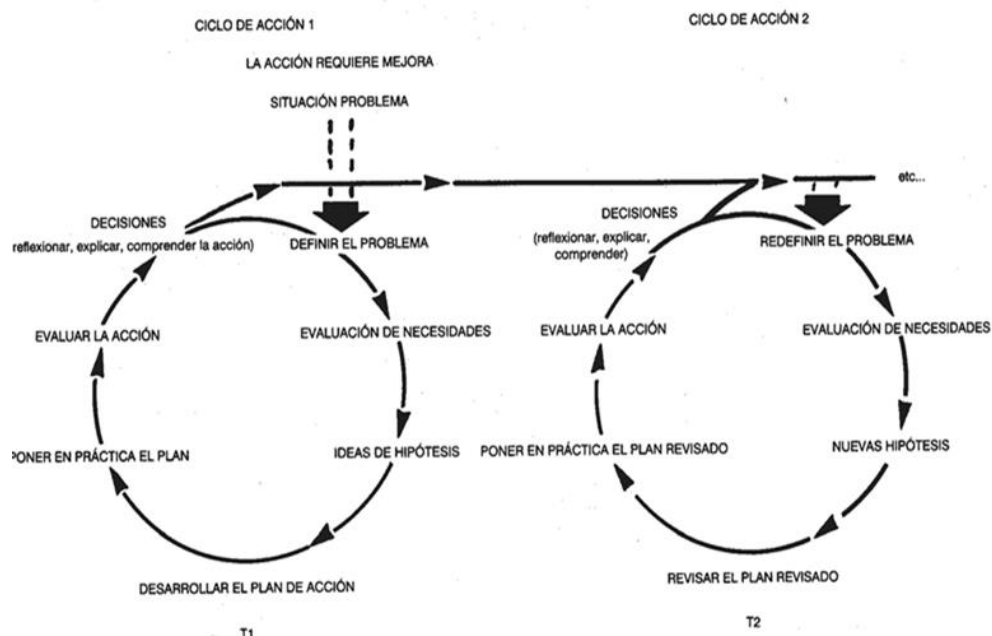 CICLO DE ACCIÓN 1
LA ACCIÓN REQUIERE MEJORA
SITUACIÓN PROBLEMA
DECISIONES
reflexionar, explicar, comprender la acción)
DEFINIR EL PROBLEMA
EVALUACIÓN DE NECESIDADES
IDEAS DE HIPÓTESIS
DESARROLLAR EL PLAN DE ACCIÓN
PONER EN PRÁCTICA EL PLAN
EVALUAR LA ACCIÓN
T1
CICLO DE ACCIÓN 2
etc...
DECISIONES
(reflexionar, explicar,
comprender)
REDEFINIR EL PROBLEMA
EVALUACIÓN DE NECESIDADES
NUEVAS HIPÓTESIS
REVISAR EL PLAN REVISADO
PONER EN PRÁCTICA EL PLAN REVISADO
EVALUAR LA ACCIÓN
T2